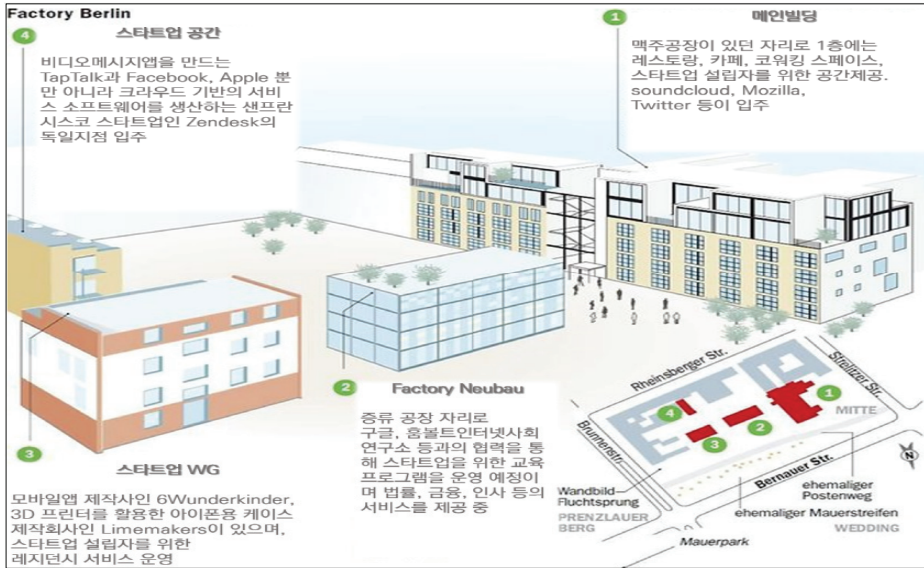 Factory Berlin
4
스타트업 공간
비디오메시지앱을 만드는
TapTalk과 Facebook, Apple 뿐
만 아니라 크라우드 기반의 서비
스 소프트웨어를 생산하는 샌프란
시스코 스타트업인 Zendesk의
독일지점 입주
1
메인빌딩
맥주공장이 있던 자리로 1층에는
레스토랑, 카페, 코워킹 스페이스,
스타트업 설립자를 위한 공간제공.
soundcloud, Mozilla,
Twitter 등이 입주
3
스타트업 WG
모바일앱 제작사인 6Wunderkinder,
3D 프린터를 활용한 아이폰용 케이스
제작회사인 Limemakers이 있으며,
스타트업 설립자를 위한
레지던시 서비스 운영
2
Factory Neubau
증류 공장 자리로
구글, 훔볼트인터넷사회
연구소 등과의 협력을 통
해 스타트업을 위한 교육
프로그램을 운영 예정이
며 법률, 금융, 인사 등의
서비스를 제공 중
Rheinsberger Str.
Strelitzer Str.
4
1
MITTE
3
2
Brunnenstr.
Bernauer Str.
N
Wandbild
Fluchtsprung
ehemaliger
Postenweg
PRENZLAUER
BERG
ehemaliger Mauerstreifen
WEDDING
Mauerpark